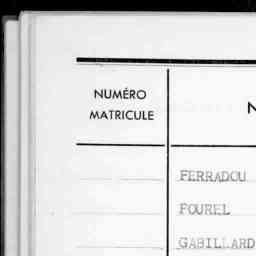 NUMÉRO
MATRICULE
N
FERRADOU
FOUREL
GABILLARD